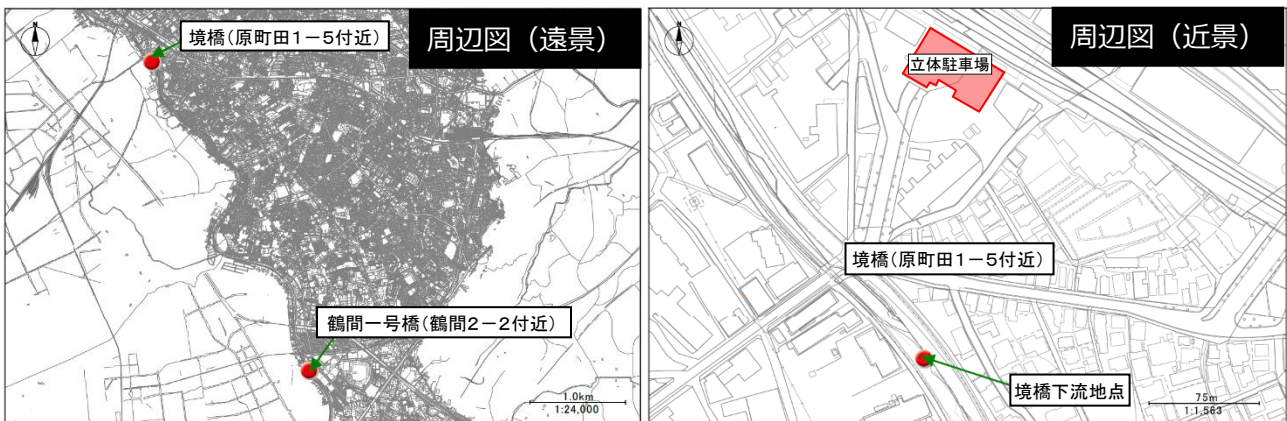 周辺図（遠景）
N
境橋（原町田１－５付近）
鶴間一号橋（鶴間２－２付近）
1.0km
1:24,000
周辺図（近景）
N
立体駐車場
境橋（原町田１－５付近）
境橋下流地点
75m
1:1,563